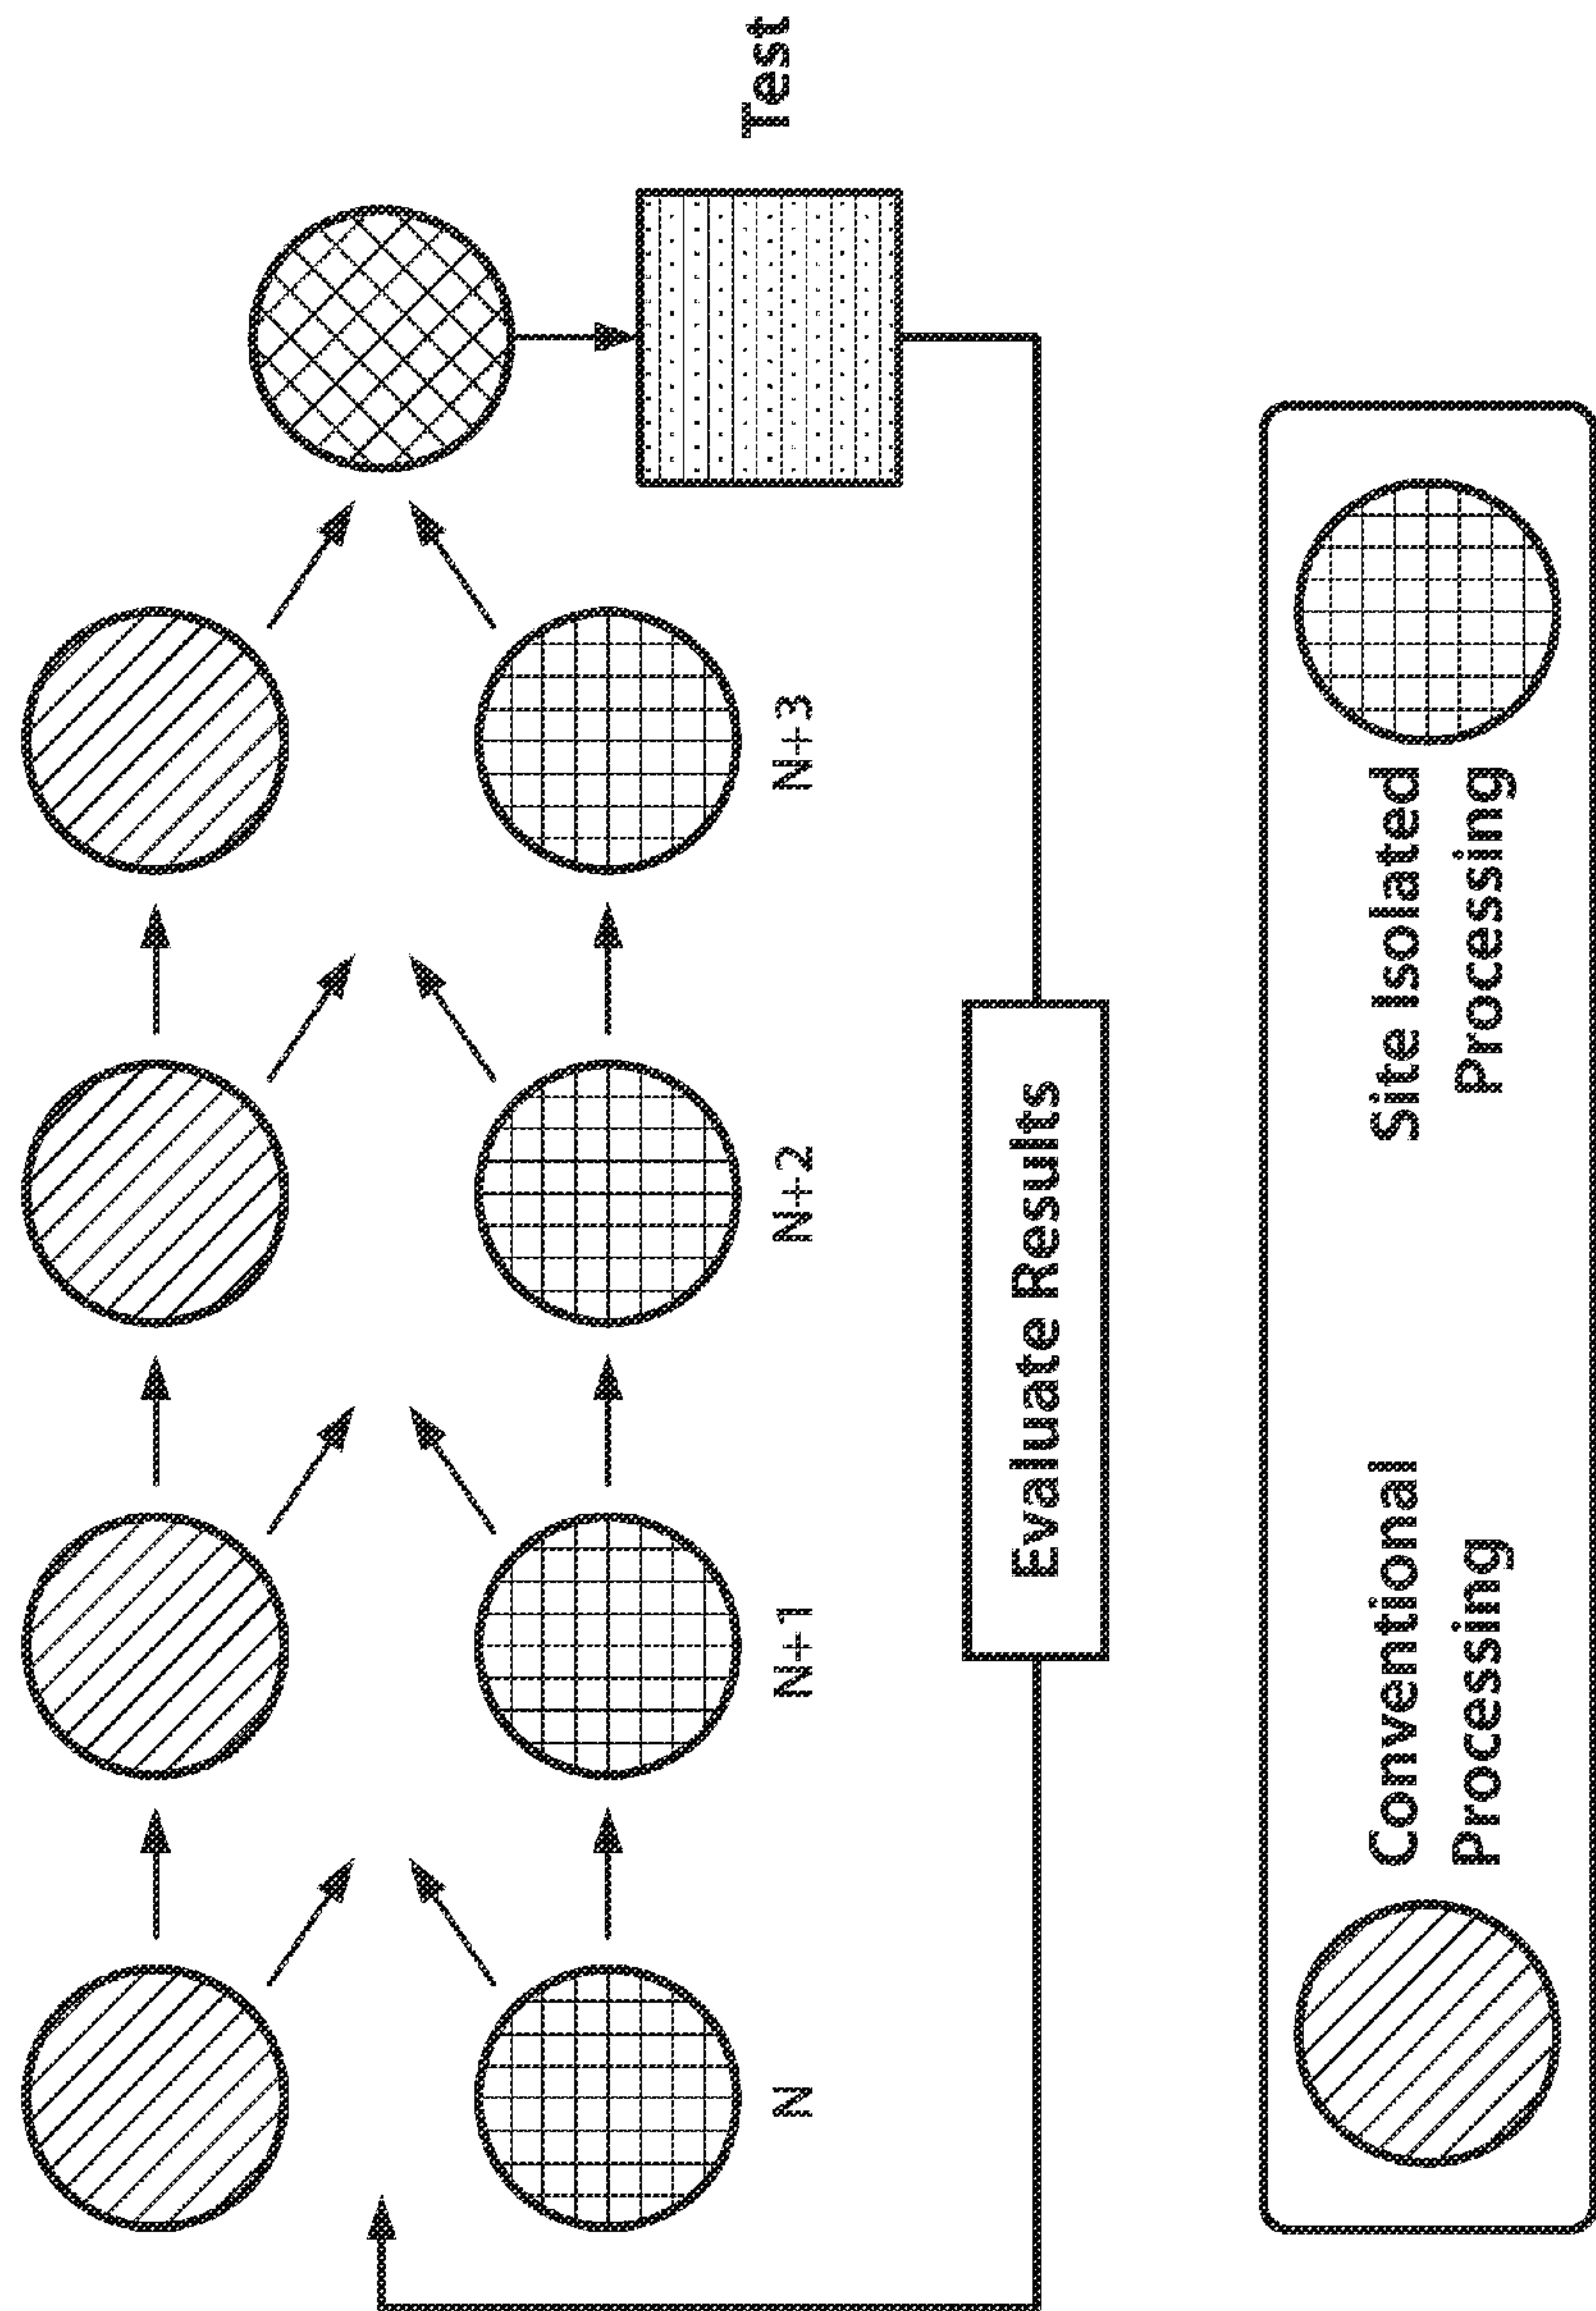 Test
N
N+1
N+2
N+3
Evaluate Results
Conventional
Processing
Site Isolated
Processing